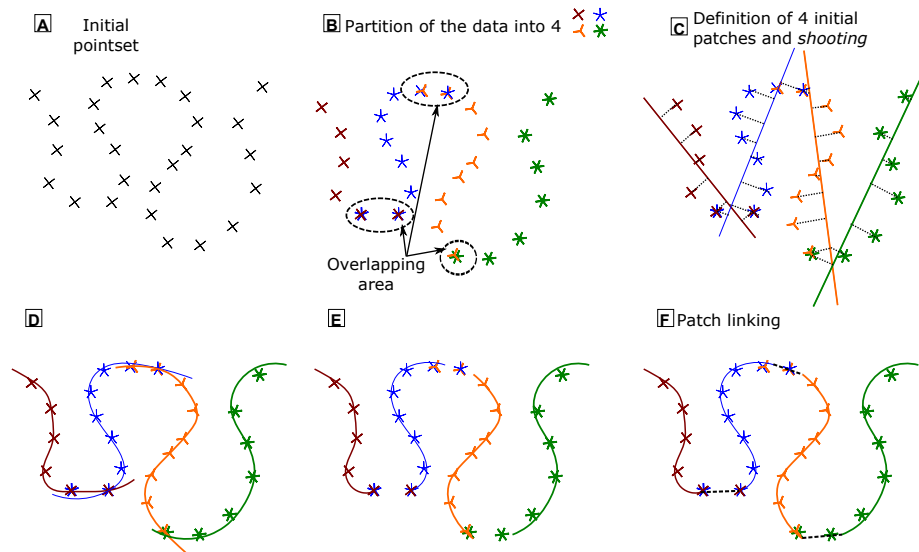 A Initial
pointset
B Partition of the data into 4
C Definition of 4 initial
patches and shooting
Overlapping
area
D
E
F Patch linking